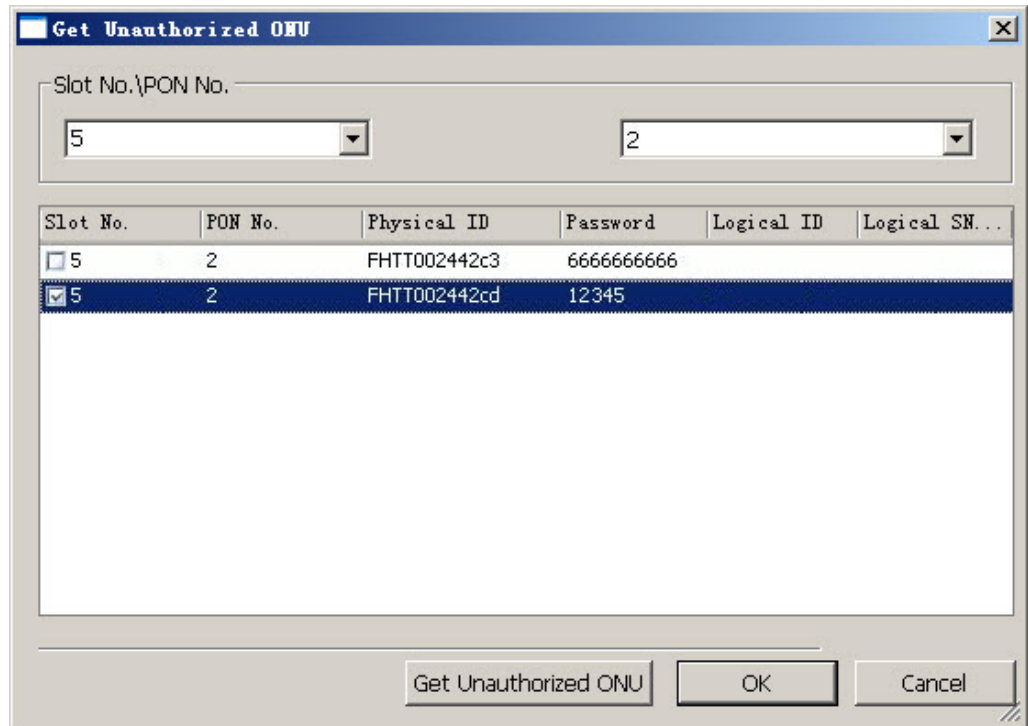 Get Unauthorized ONU
Slot No.\PON No.
5 2
Slot No. PON No. Physical ID Password Logical ID Logical SN...
5 2 FHTT002442c3 6666666666
5 2 FHTT002442cd 12345
Get Unauthorized ONU OK Cancel